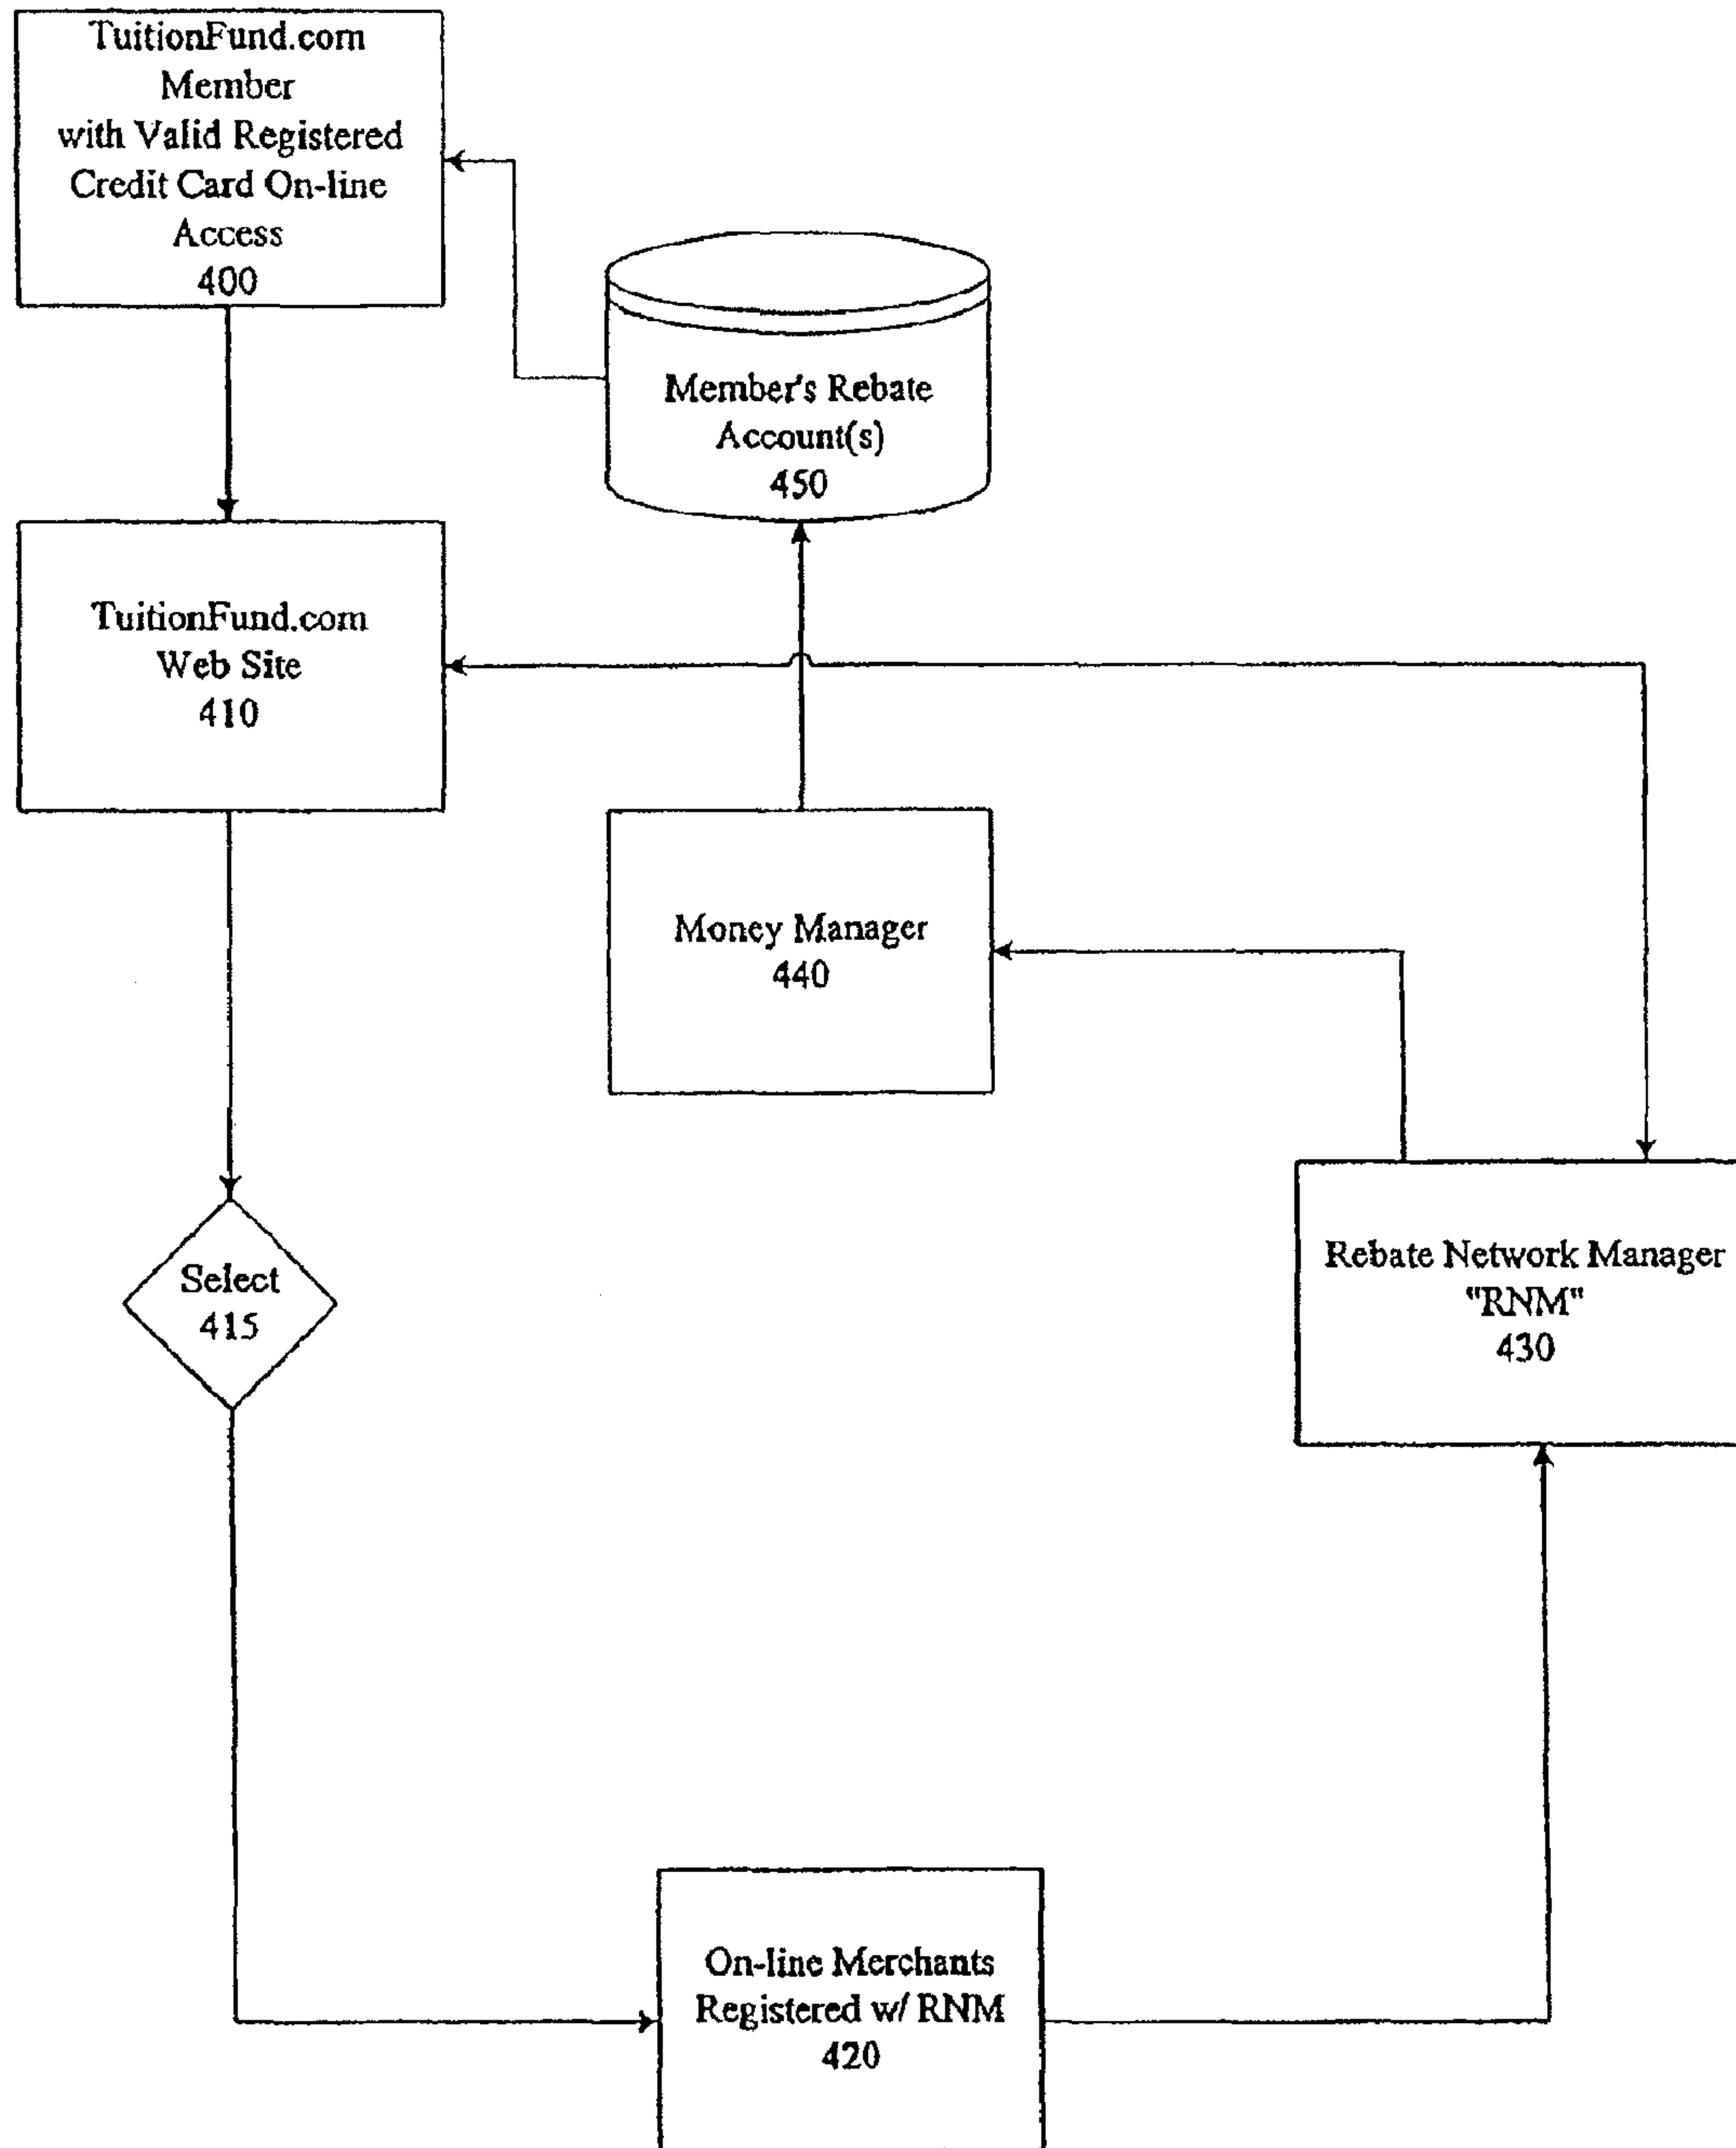 TuitionFund.com
Member
with Valid Registered
Credit Card On-line
Access
400
Member's Rebate
Account(s)
450
TuitionFund.com
Web Site
410
Money Manager
440
Select
415
Rebate Network Manager
"RNM"
430
On-line Merchants
Registered w/ RNM
420